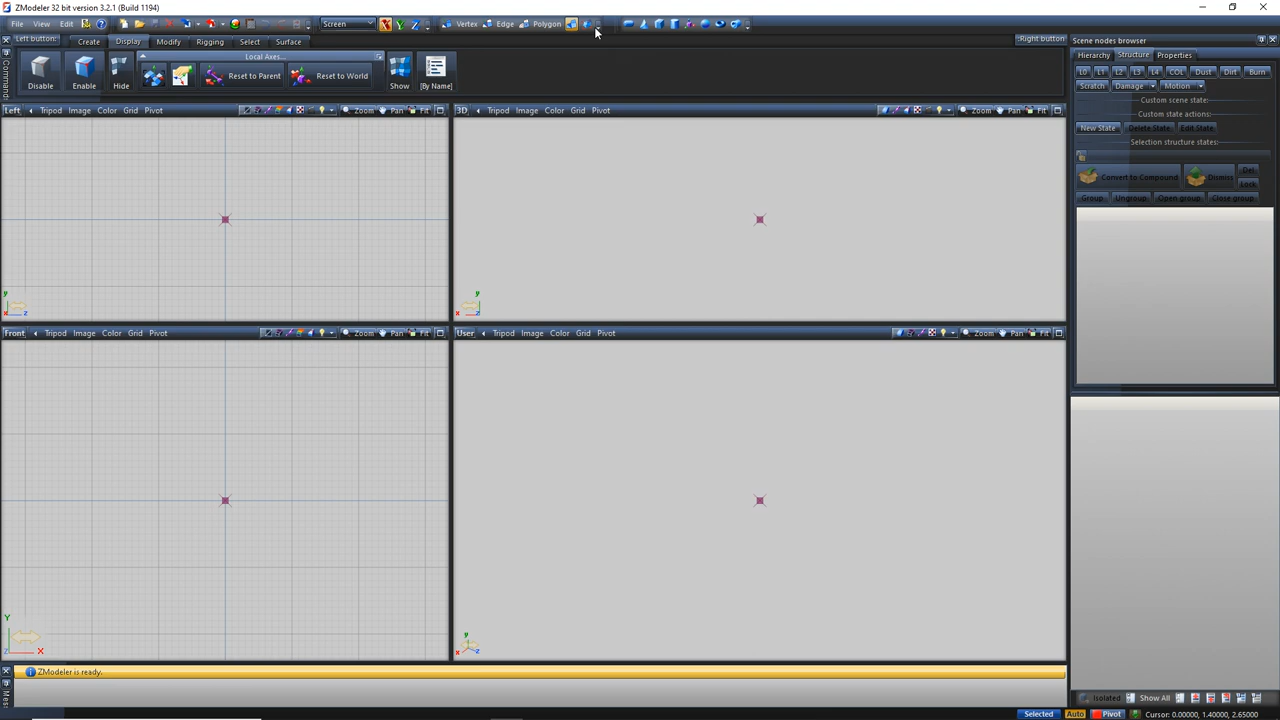 ZModeler 32 bit version 3.2.1 (Build 1194)
File View Edit Screen X Y Z Vertex Edge Polygon
Left button: :Right button
Create Display Modify Rigging Select Surface
Local Axes...
Disable Enable Hide Reset to Parent Reset to World Show [By Name]
Scene nodes browser
Hierarchy Structure Properties
L0 L1 L2 L3 L4 COL Dust Dirt Burn
Scratch Damage Motion
Custom scene state:
Custom state actions:
New State Delete State Edit State
Selection structure states:
Convert to Compound Dismiss Del
Lock
Group Ungroup Open group Close group
Left Tripod Image Color Grid Pivot Zoom Pan Fit
3D Tripod Image Color Grid Pivot Zoom Pan Fit
y x z
y x z
Front Tripod Image Color Grid Pivot Zoom Pan Fit
User Tripod Image Color Grid Pivot Zoom Pan Fit
Y Z X
y x z
ZModeler is ready.
Isolated Show All
Selected Auto Pivot Cursor: 0.00000, 1.40000, 2.65000